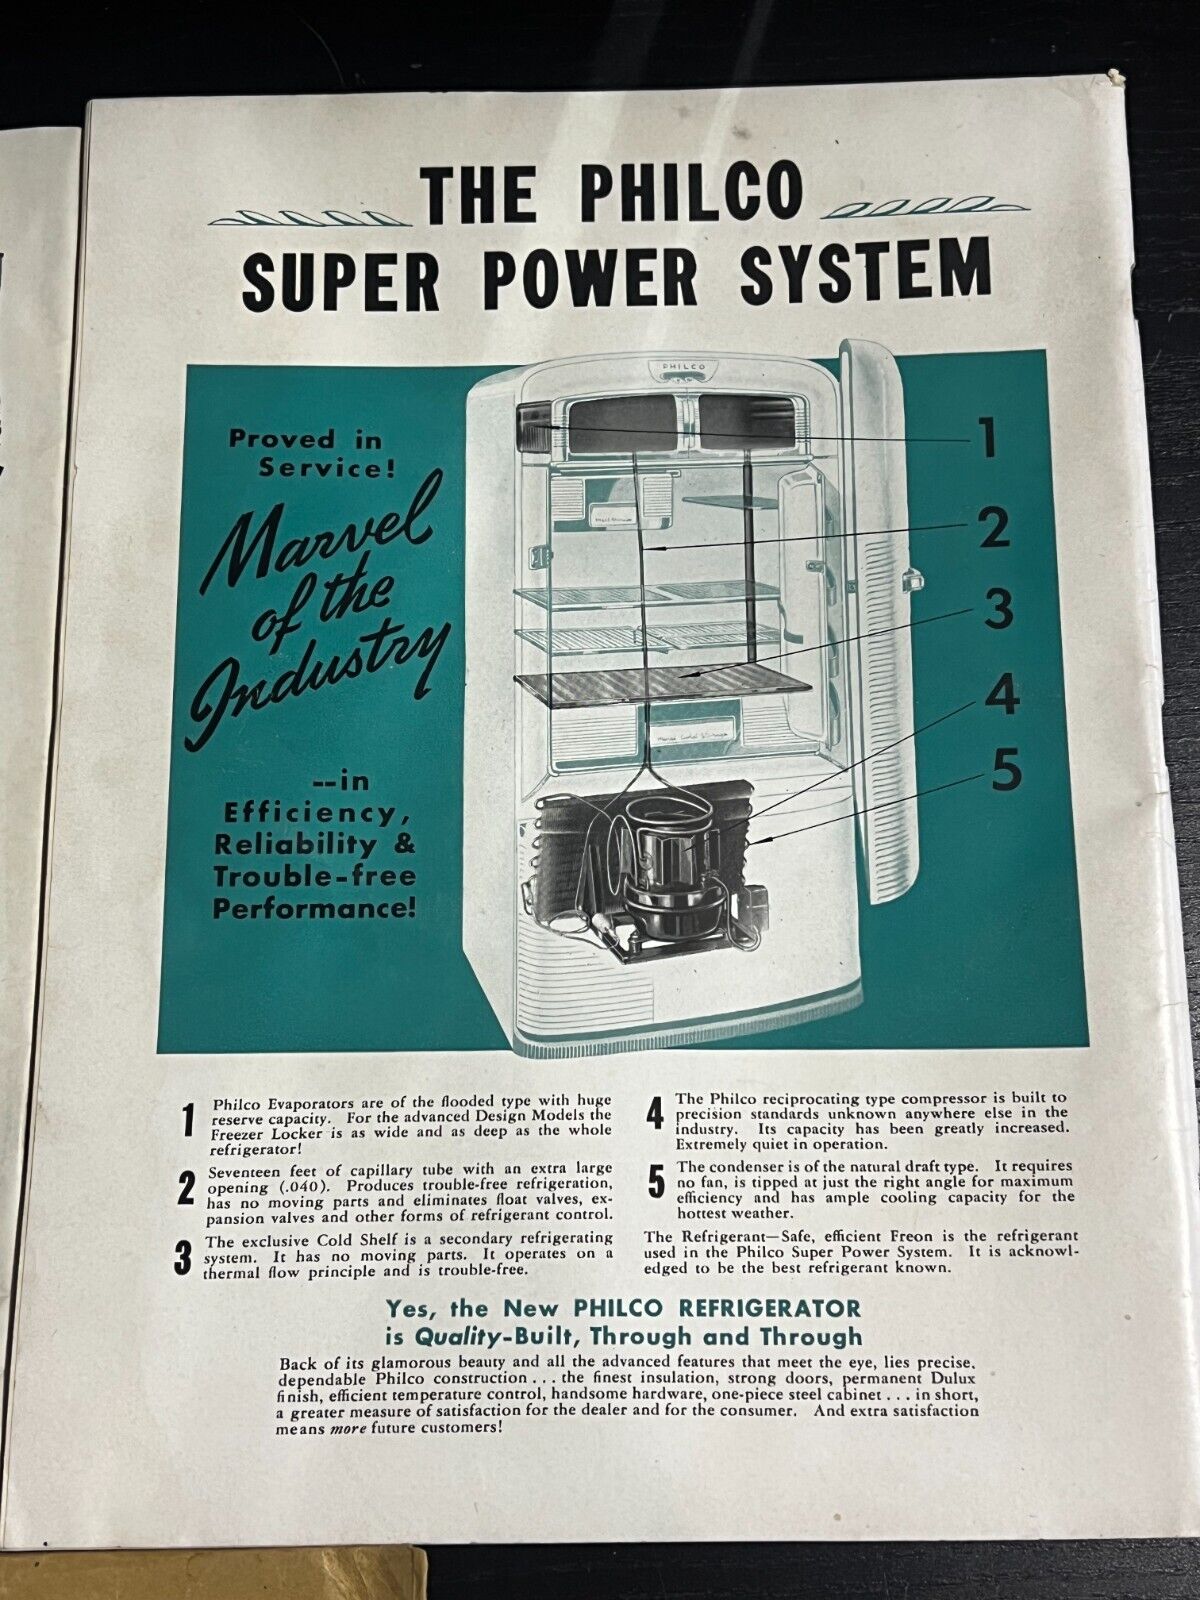 THE PHILCO
SUPER POWER SYSTEM
PHILCO
Proved in
Service!
Marvel
of the
Industry
--in
Efficiency,
Reliability &
Trouble-free
Performance!
1
2
3
4
5
1 Philco Evaporators are of the flooded type with huge
reserve capacity. For the advanced Design Models the
Freezer Locker is as wide and as deep as the whole
refrigerator!
2 Seventeen feet of capillary tube with an extra large
opening (.040). Produces trouble-free refrigeration,
has no moving parts and eliminates float valves, ex-
pansion valves and other forms of refrigerant control.
3 The exclusive Cold Shelf is a secondary refrigerating
system. It has no moving parts. It operates on a
thermal flow principle and is trouble-free.
4 The Philco reciprocating type compressor is built to
precision standards unknown anywhere else in the
industry. Its capacity has been greatly increased.
Extremely quiet in operation.
5 The condenser is of the natural draft type. It requires
no fan, is tipped at just the right angle for maximum
efficiency and has ample cooling capacity for the
hottest weather.
The Refrigerant—Safe, efficient Freon is the refrigerant
used in the Philco Super Power System. It is acknowl-
edged to be the best refrigerant known.
Yes, the New PHILCO REFRIGERATOR
is Quality-Built, Through and Through
Back of its glamorous beauty and all the advanced features that meet the eye, lies precise.
dependable Philco construction . . . the finest insulation, strong doors, permanent Dulux
finish, efficient temperature control, handsome hardware, one-piece steel cabinet . . . in short,
a greater measure of satisfaction for the dealer and for the consumer. And extra satisfaction
means more future customers!